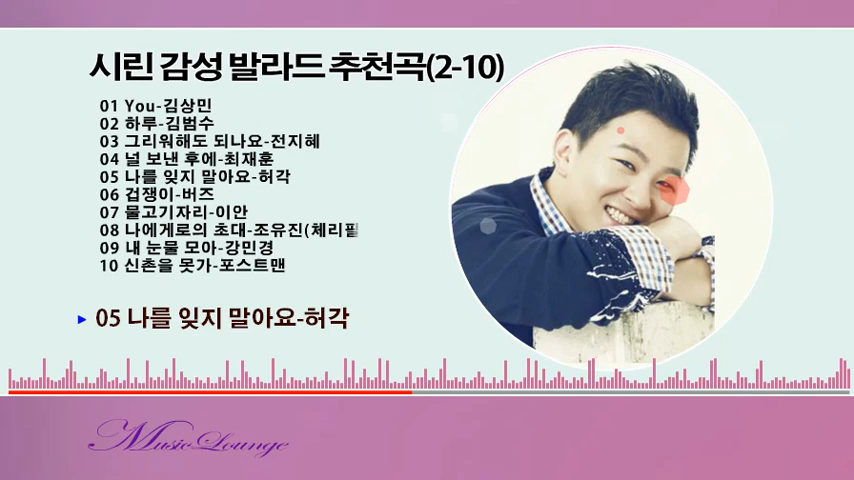 시린 감성 발라드 추천곡(2-10)
01 You-김상민
02 하루-김범수
03 그리워해도 되나요-전지혜
04 널 보낸 후에-최재훈
05 나를 잊지 말아요-허각
06 겁쟁이-버즈
07 물고기자리-이안
08 나에게로의 초대-조유진(체리필
09 내 눈물 모아-강민경
10 신촌을 못가-포스트맨
05 나를 잊지 말아요-허각
Music Lounge